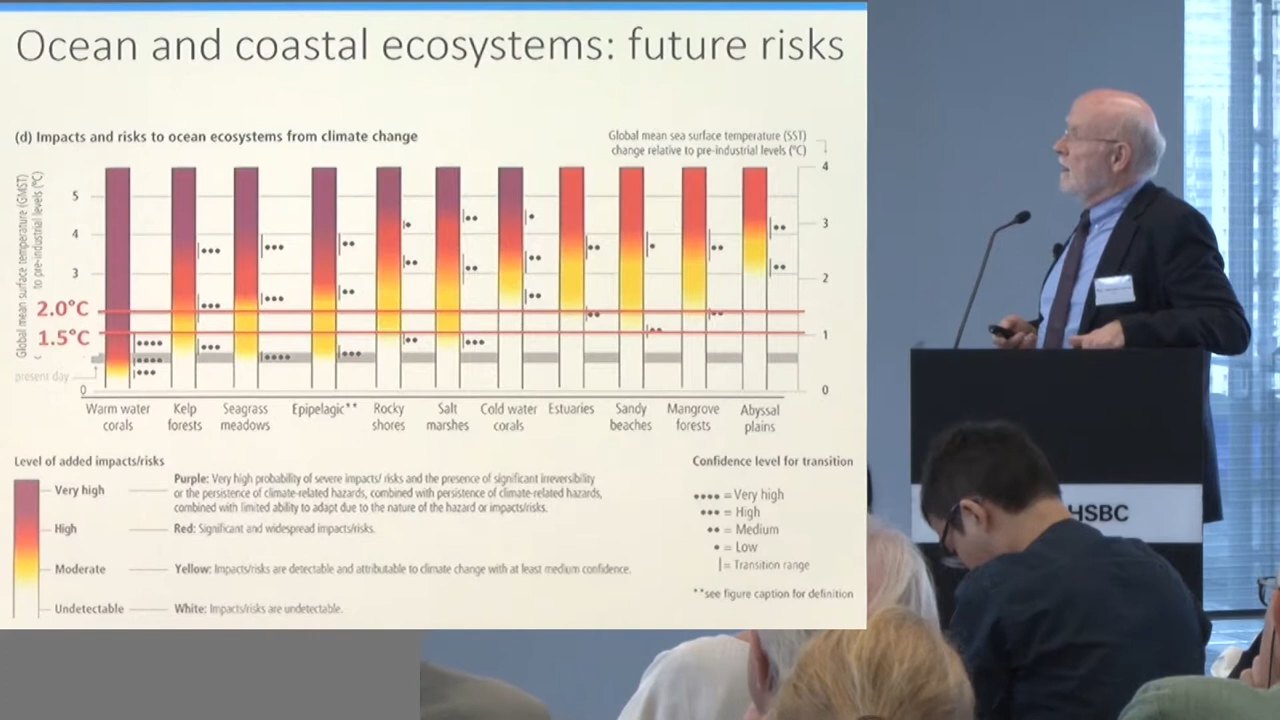 Ocean and coastal ecosystems: future risks
(d) Impacts and risks to ocean ecosystems from climate change
Global mean sea surface temperature (SST)
change relative to pre-industrial levels (°C)
Global mean surface temperature (GMST)
to pre-industrial levels (°C)
5
4
3
2.0°C
1.5°C
present day
0
4
3
2
1
0
Warm water
corals
Kelp
forests
Seagrass
meadows
Epipelagic**
Rocky
shores
Salt
marshes
Cold water
corals
Estuaries
Sandy
beaches
Mangrove
forests
Abyssal
plains
Level of added impacts/risks
Very high
High
Moderate
Undetectable
Purple: Very high probability of severe impacts/ risks and the presence of significant irreversibility
or the persistence of climate-related hazards, combined with persistence of climate-related hazards,
combined with limited ability to adapt due to the nature of the hazard or impacts/risks.
Red: Significant and widespread impacts/risks.
Yellow: Impacts/risks are detectable and attributable to climate change with at least medium confidence.
White: Impacts/risks are undetectable.
Confidence level for transition
•••• = Very high
••• = High
•• = Medium
• = Low
| = Transition range
**see figure caption for definition
HSBC